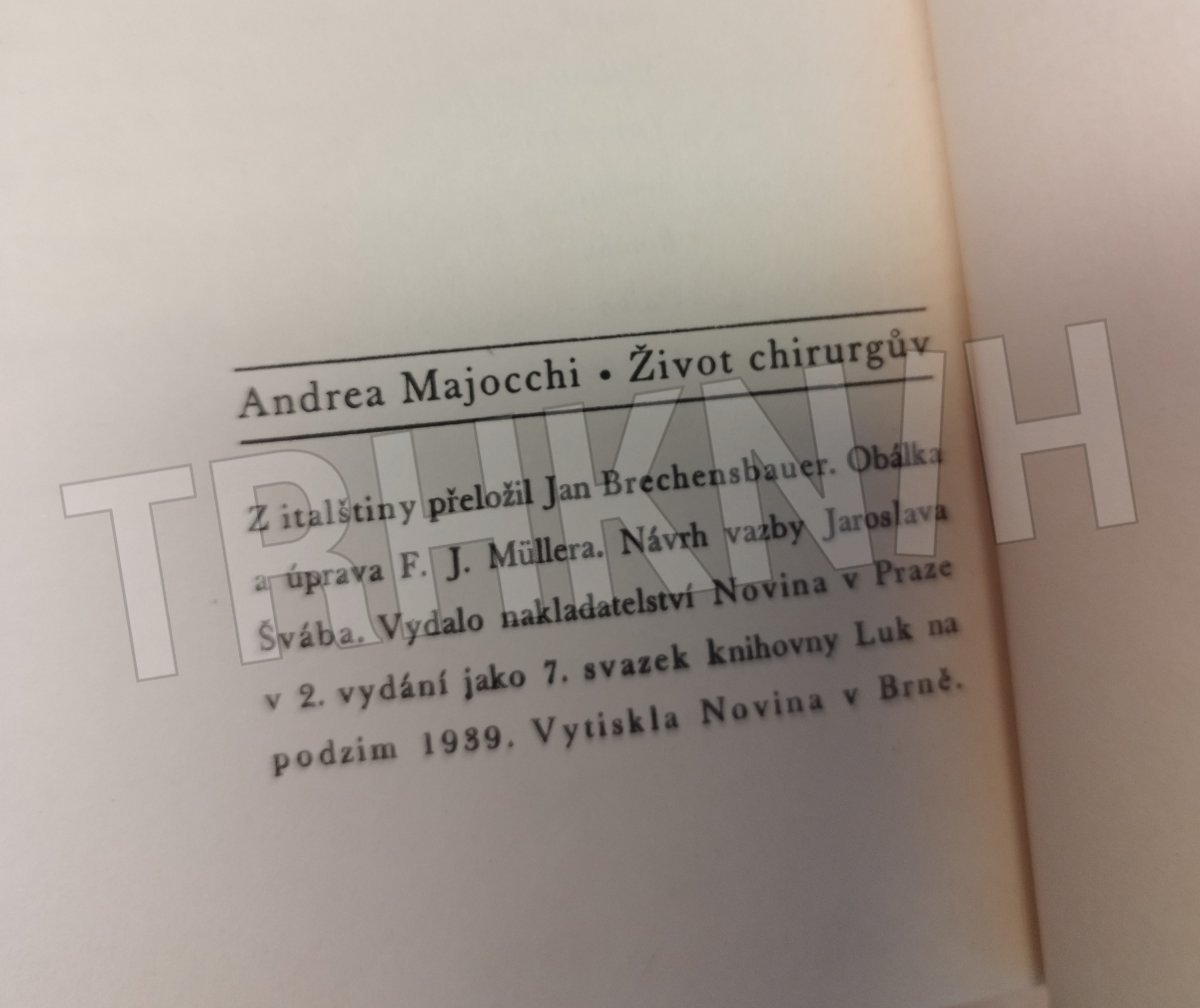 Andrea Majocchi • Život chirurgův
Z italštiny přeložil Jan Brechensbauer. Obálka
a úprava F. J. Müllera. Návrh vazby Jaroslava
Švába. Vydalo nakladatelství Novina v Praze
v 2. vydání jako 7. svazek knihovny Luk na
podzim 1939. Vytiskla Novina v Brně.
TRHKNIH